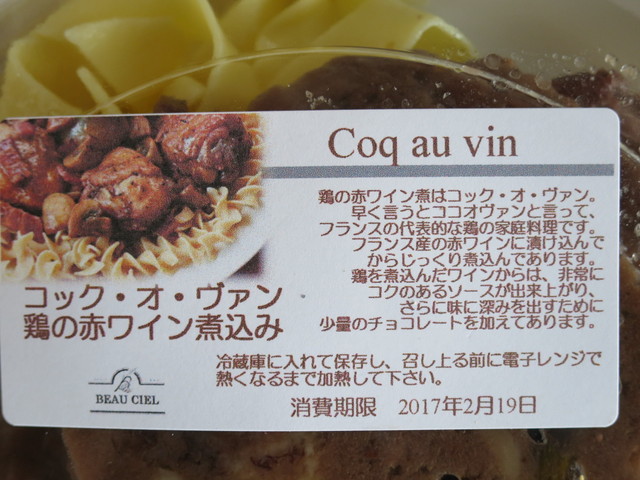 Coq au vin
鶏の赤ワイン煮はコック・オ・ヴァン。
早く言うとココオヴァンと言って、
フランスの代表的な鶏の家庭料理です。
フランス産の赤ワインに漬け込んで
からじっくり煮込んであります。
鶏を煮込んだワインからは、非常に
コクのあるソースが出来上がり、
さらに味に深みを出すために
少量のチョコレートを加えてあります。
コック・オ・ヴァン
鶏の赤ワイン煮込み
冷蔵庫に入れて保存し、召し上る前に電子レンジで
熱くなるまで加熱して下さい。
BEAU CIEL
消費期限 2017年2月19日